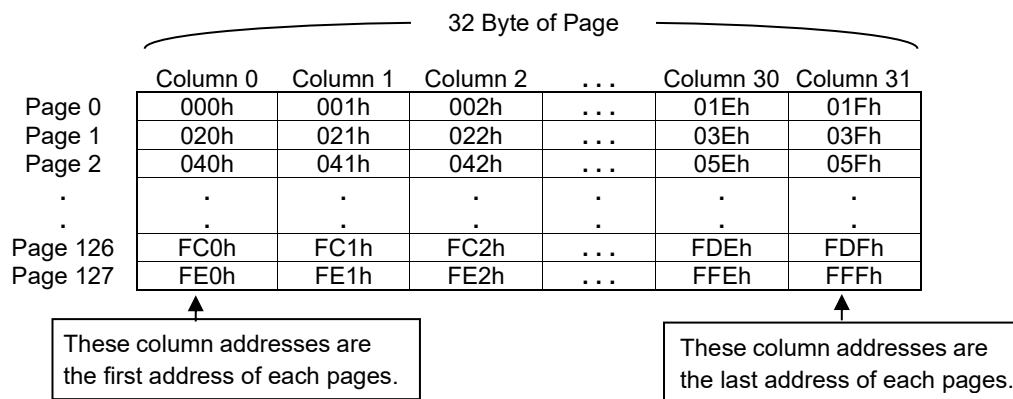 32 Byte of Page
Column 0 Column 1 Column 2 ... Column 30 Column 31
Page 0 000h 001h 002h ... 01Eh 01Fh
Page 1 020h 021h 022h ... 03Eh 03Fh
Page 2 040h 041h 042h ... 05Eh 05Fh
. . . . . . .
. . . . . . .
Page 126 FC0h FC1h FC2h ... FDEh FDFh
Page 127 FE0h FE1h FE2h ... FFEh FFFh
These column addresses are
the first address of each pages.
These column addresses are
the last address of each pages.